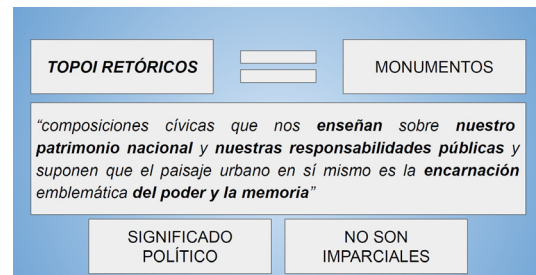 TOPOI RETÓRICOS
MONUMENTOS
“composiciones cívicas que nos enseñan sobre nuestro
patrimonio nacional y nuestras responsabilidades públicas y
suponen que el paisaje urbano en sí mismo es la encarnación
emblemática del poder y la memoria”
SIGNIFICADO
POLÍTICO
NO SON
IMPARCIALES